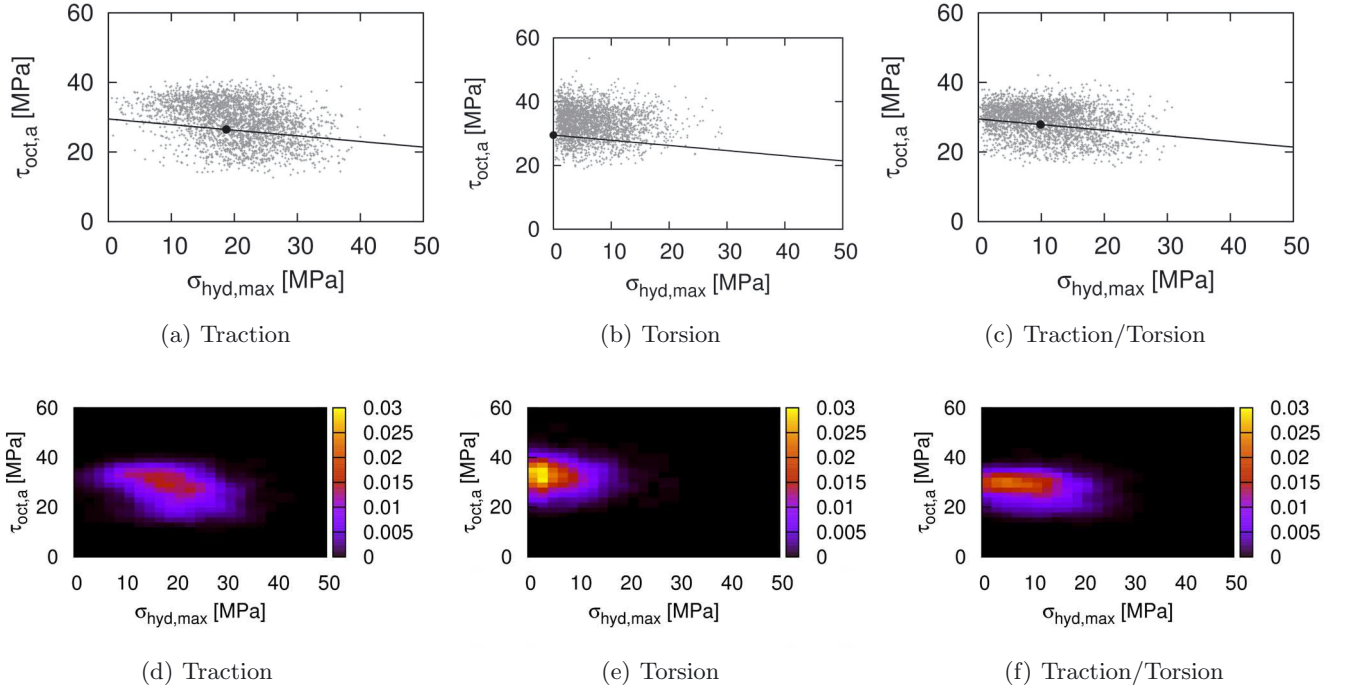 60
40
20
0
τoct,a [MPa]
0 10 20 30 40 50
σhyd,max [MPa]
(a) Traction
60
40
20
0
τoct,a [MPa]
0 10 20 30 40 50
σhyd,max [MPa]
(b) Torsion
60
40
20
0
τoct,a [MPa]
0 10 20 30 40 50
σhyd,max [MPa]
(c) Traction/Torsion
60
40
20
0
τoct,a [MPa]
0 10 20 30 40 50
σhyd,max [MPa]
0.03
0.025
0.02
0.015
0.01
0.005
0
(d) Traction
60
40
20
0
τoct,a [MPa]
0 10 20 30 40 50
σhyd,max [MPa]
0.03
0.025
0.02
0.015
0.01
0.005
0
(e) Torsion
60
40
20
0
τoct,a [MPa]
0 10 20 30 40 50
σhyd,max [MPa]
0.03
0.025
0.02
0.015
0.01
0.005
0
(f) Traction/Torsion